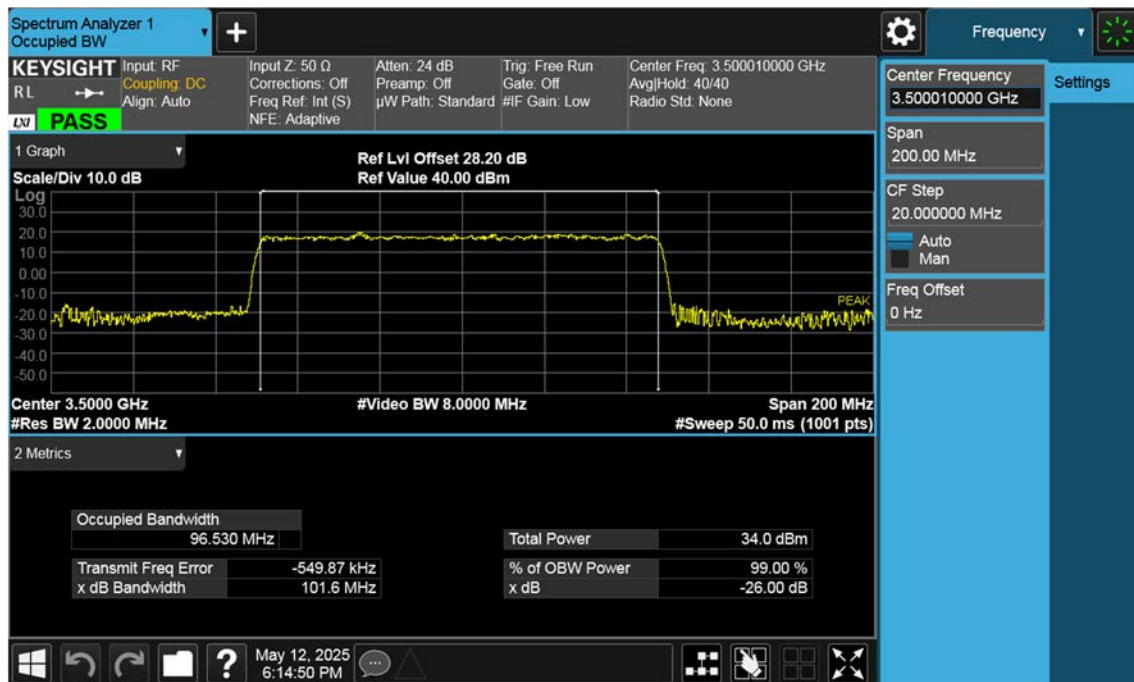 Spectrum Analyzer 1
Occupied BW
+
Frequency
KEYSIGHT
RL
LXI PASS
Input: RF
Coupling: DC
Align: Auto
Input Z: 50 Ω
Corrections: Off
Freq Ref: Int (S)
NFE: Adaptive
Atten: 24 dB
Preamp: Off
µW Path: Standard
Trig: Free Run
Gate: Off
#IF Gain: Low
Center Freq: 3.500010000 GHz
Avg|Hold: 40/40
Radio Std: None
1 Graph
Scale/Div 10.0 dB
Ref Lvl Offset 28.20 dB
Ref Value 40.00 dBm
Log
30.0
20.0
10.0
0.00
-10.0
-20.0
-30.0
-40.0
-50.0
PEAK
Center 3.5000 GHz
#Video BW 8.0000 MHz
Span 200 MHz
#Res BW 2.0000 MHz
#Sweep 50.0 ms (1001 pts)
2 Metrics
Occupied Bandwidth
96.530 MHz
Total Power 34.0 dBm
Transmit Freq Error -549.87 kHz
% of OBW Power 99.00 %
x dB Bandwidth 101.6 MHz
x dB -26.00 dB
Center Frequency
3.500010000 GHz
Settings
Span
200.00 MHz
CF Step
20.000000 MHz
Auto
Man
Freq Offset
0 Hz
?
May 12, 2025
6:14:50 PM